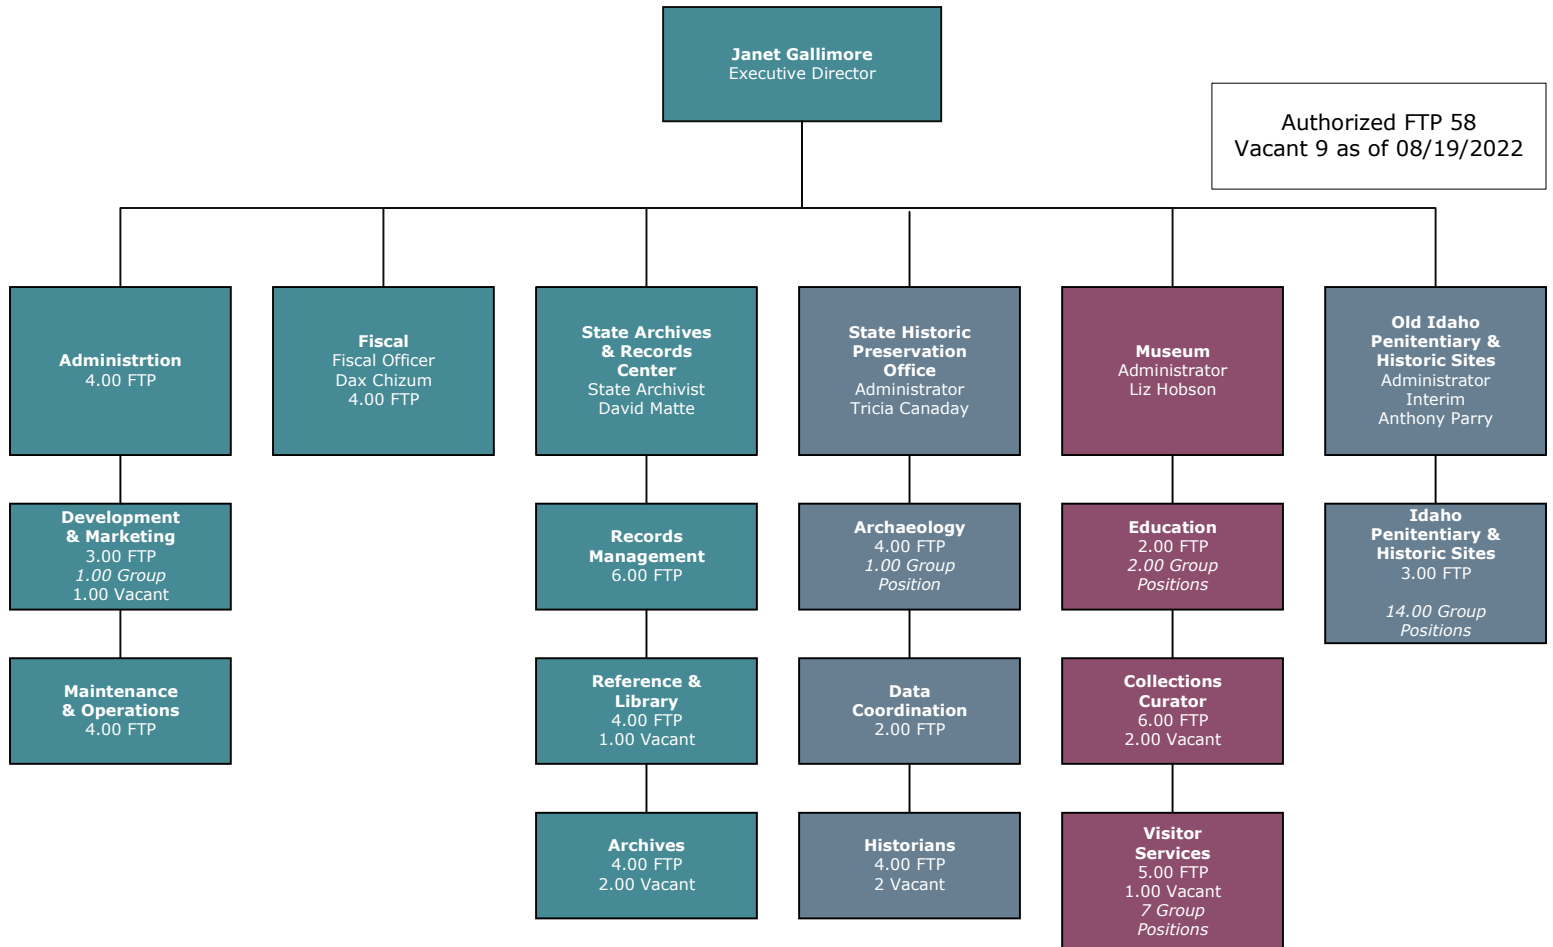 Janet Gallimore
Executive Director
Authorized FTP 58
Vacant 9 as of 08/19/2022
Administrtion
4.00 FTP
Fiscal
Fiscal Officer
Dax Chizum
4.00 FTP
State Archives
& Records
Center
State Archivist
David Matte
State Historic
Preservation
Office
Administrator
Tricia Canaday
Museum
Administrator
Liz Hobson
Old Idaho
Penitentiary &
Historic Sites
Administrator
Interim
Anthony Parry
Development
& Marketing
3.00 FTP
1.00 Group
1.00 Vacant
Records
Management
6.00 FTP
Archaeology
4.00 FTP
1.00 Group
Position
Education
2.00 FTP
2.00 Group
Positions
Idaho
Penitentiary &
Historic Sites
3.00 FTP
14.00 Group
Positions
Maintenance
& Operations
4.00 FTP
Reference &
Library
4.00 FTP
1.00 Vacant
Data
Coordination
2.00 FTP
Collections
Curator
6.00 FTP
2.00 Vacant
Archives
4.00 FTP
2.00 Vacant
Historians
4.00 FTP
2 Vacant
Visitor
Services
5.00 FTP
1.00 Vacant
7 Group
Positions